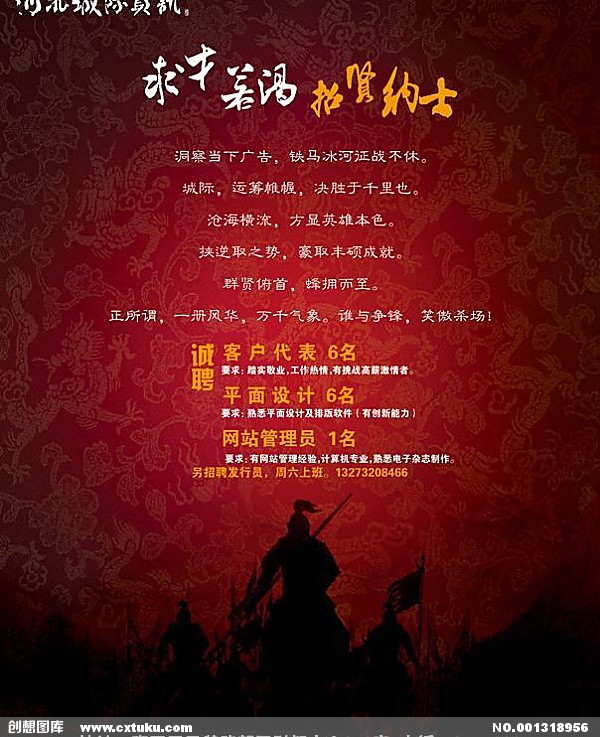 河北城际资讯
求才若渴 招贤纳士
洞察当下广告，铁马冰河征战不休。
城际，运筹帷幄，决胜于千里也。
沧海横流，方显英雄本色。
挟逆取之势，豪取丰硕成就。
群贤俯首，蜂拥而至。
正所谓，一册风华，万千气象。谁与争锋，笑傲杀场！
诚聘
客户代表 6名
要求：踏实敬业，工作热情，有挑战高薪激情者。
平面设计 6名
要求：熟悉平面设计及排版软件（有创新能力）
网站管理员 1名
要求：有网站管理经验，计算机专业，熟悉电子杂志制作。
另招聘发行员，周六上班。13273208466
创想图库 www.cxtuku.com NO.001318956